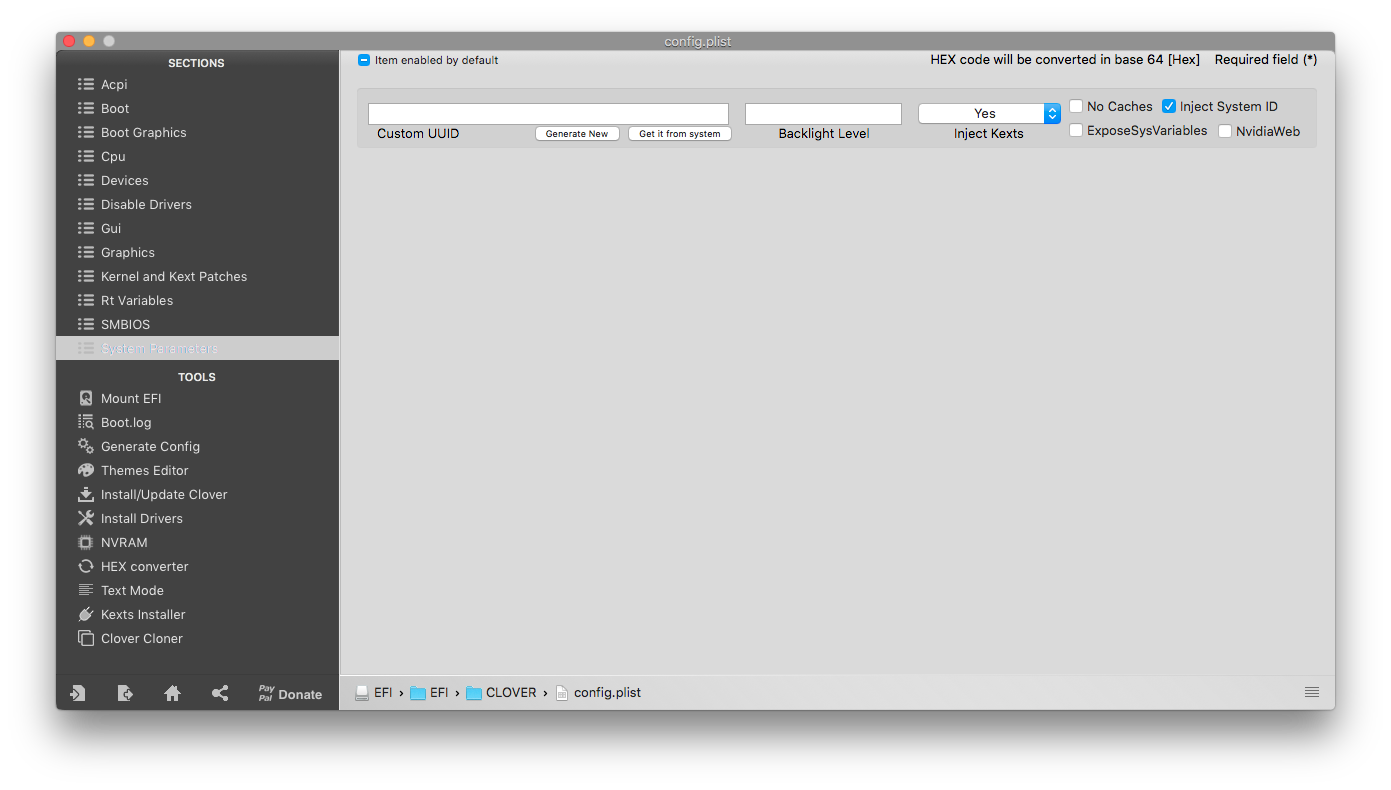 config.plist
SECTIONS
Acpi
Boot
Boot Graphics
Cpu
Devices
Disable Drivers
Gui
Graphics
Kernel and Kext Patches
Rt Variables
SMBIOS
System Parameters
TOOLS
Mount EFI
Boot.log
Generate Config
Themes Editor
Install/Update Clover
Install Drivers
NVRAM
HEX converter
Text Mode
Kexts Installer
Clover Cloner
Pay
Pal Donate
Item enabled by default
HEX code will be converted in base 64 [Hex] Required field (*)
Yes
No Caches Inject System ID
Custom UUID Generate New Get it from system Backlight Level Inject Kexts ExposeSysVariables NvidiaWeb
EFI › EFI › CLOVER › config.plist